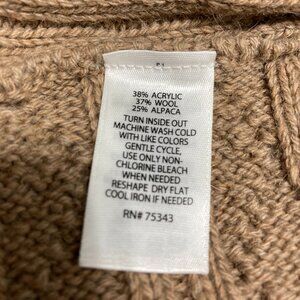 38% ACRYLIC
37% WOOL
25% ALPACA
TURN INSIDE OUT
MACHINE WASH COLD
WITH LIKE COLORS
GENTLE CYCLE,
USE ONLY NON-
CHLORINE BLEACH
WHEN NEEDED
RESHAPE DRY FLAT
COOL IRON IF NEEDED
RN# 75343